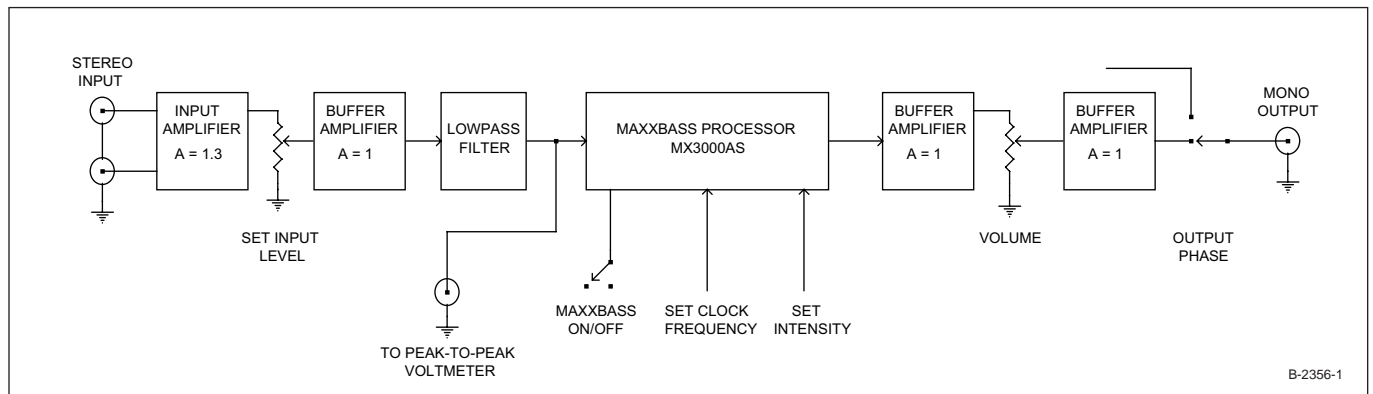 STEREO
INPUT
INPUT
AMPLIFIER
A = 1.3
SET INPUT
LEVEL
BUFFER
AMPLIFIER
A = 1
LOWPASS
FILTER
TO PEAK-TO-PEAK
VOLTMETER
MAXXBASS PROCESSOR
MX3000AS
MAXXBASS
ON/OFF
SET CLOCK
FREQUENCY
SET
INTENSITY
BUFFER
AMPLIFIER
A = 1
VOLUME
BUFFER
AMPLIFIER
A = 1
OUTPUT
PHASE
MONO
OUTPUT
B-2356-1